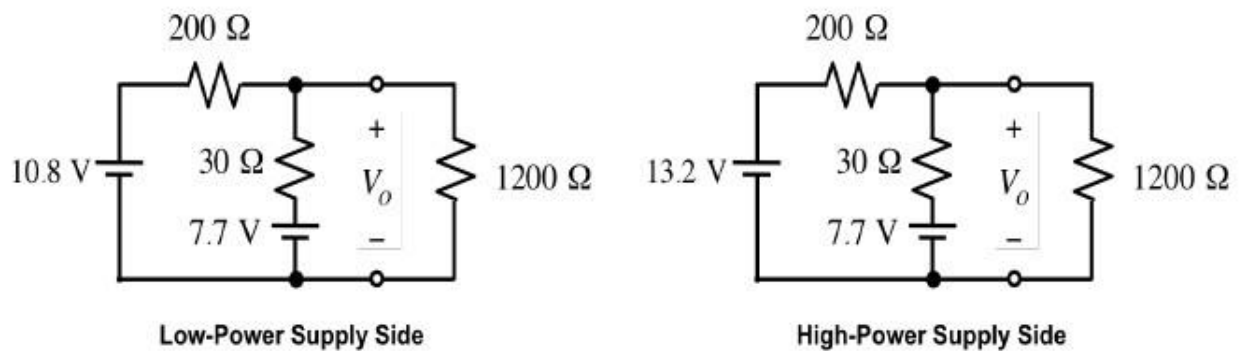 200 Ω
10.8 V
30 Ω
7.7 V
+
V_O
−
1200 Ω
Low-Power Supply Side
200 Ω
13.2 V
30 Ω
7.7 V
+
V_O
−
1200 Ω
High-Power Supply Side